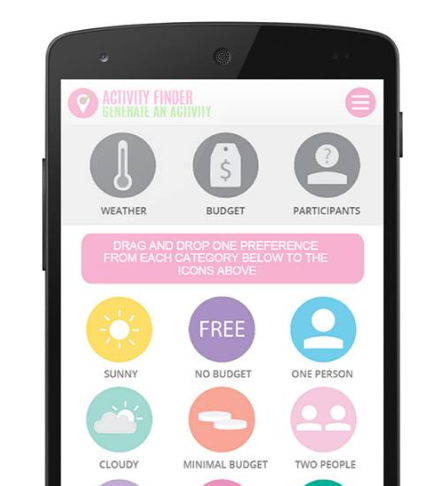 ACTIVITY FINDER
GENERATE AN ACTIVITY
$
?
WEATHER BUDGET PARTICIPANTS
DRAG AND DROP ONE PREFERENCE
FROM EACH CATEGORY BELOW TO THE
ICONS ABOVE
FREE
SUNNY NO BUDGET ONE PERSON
CLOUDY MINIMAL BUDGET TWO PEOPLE